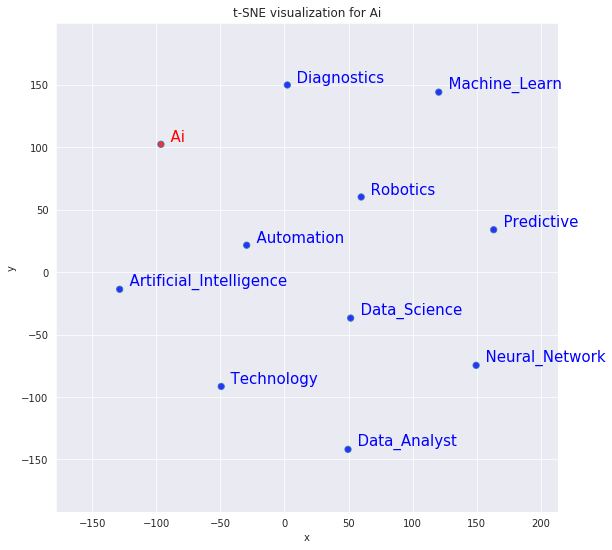 t-SNE visualization for Ai
Diagnostics
Machine_Learn
Ai
Robotics
Predictive
Automation
Artificial_Intelligence
Data_Science
Neural_Network
Technology
Data_Analyst
150
100
50
0
−50
−100
−150
y
−150 −100 −50 0 50 100 150 200
x